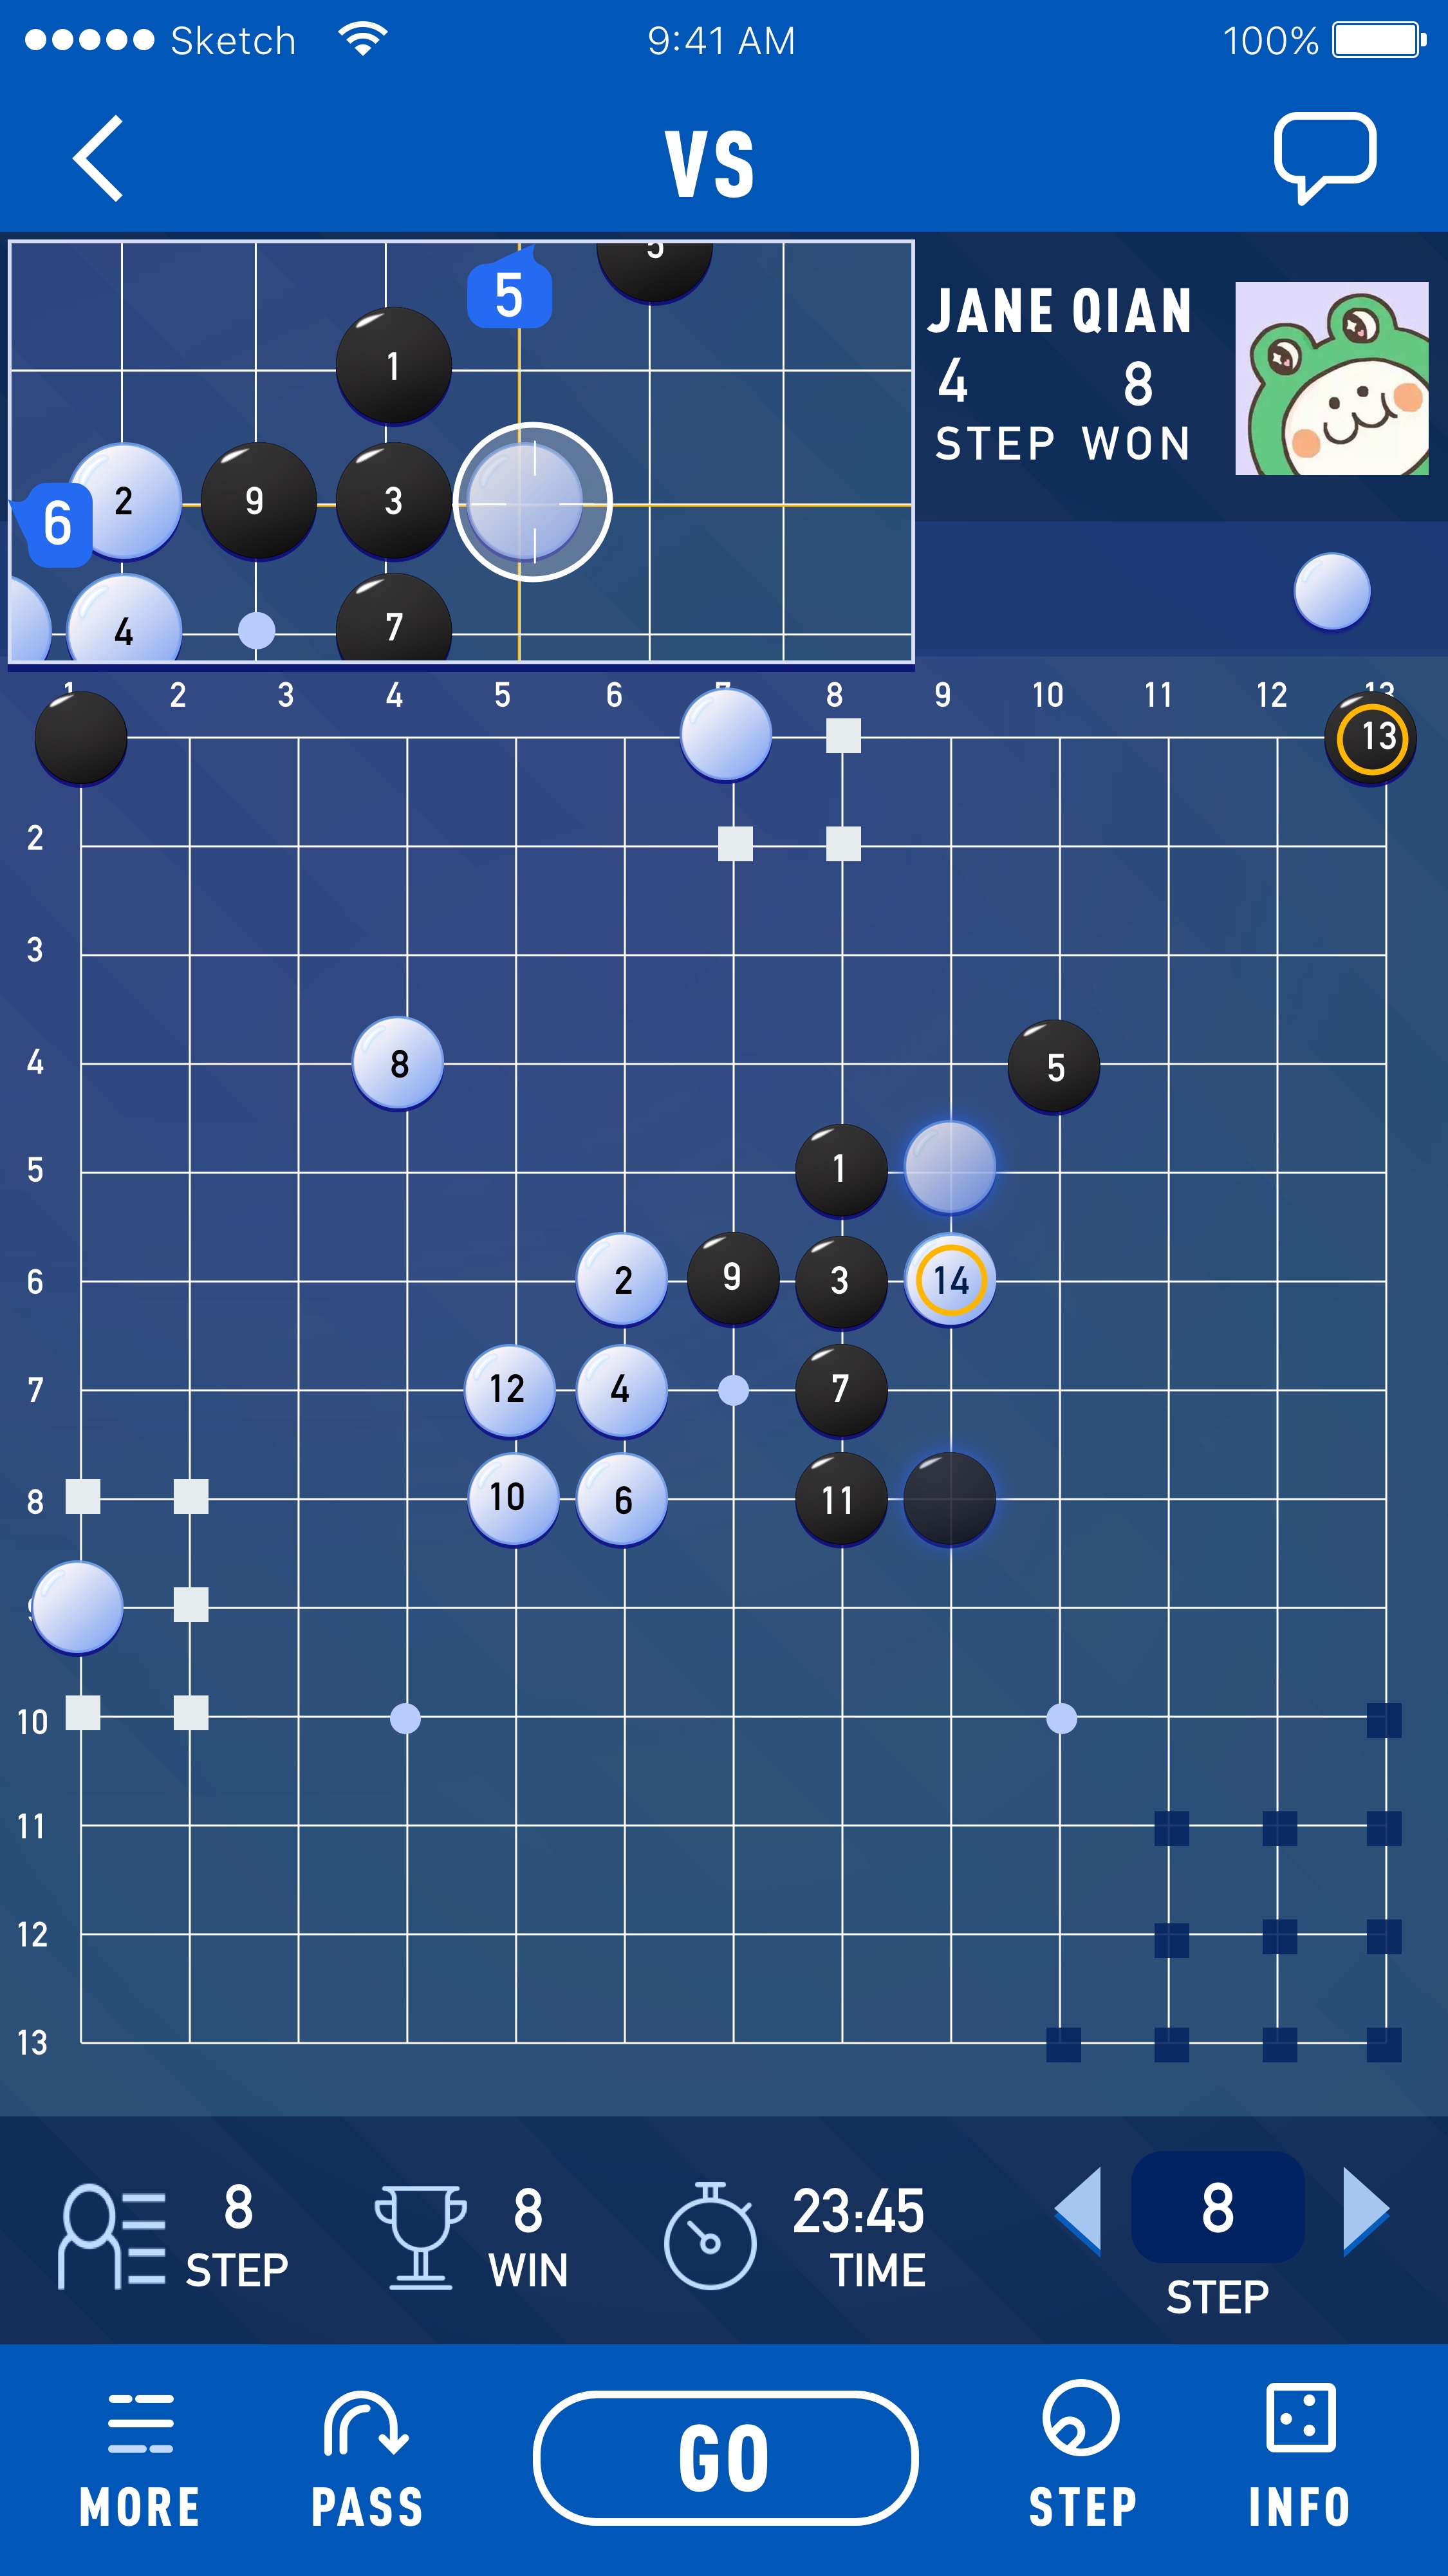 Sketch 9:41 AM 100%
VS
5
5
1
6 2 9 3
4 7
JANE QIAN
4 8
STEP WON
1 2 3 4 5 6 8 9 10 11 12 13
13
2
3
4 8 5
5 1
6 2 9 3 14
7 12 4 7
8 10 6 11
10
11
12
13
8 STEP
8 WIN
23:45 TIME
8
STEP
MORE PASS GO STEP INFO